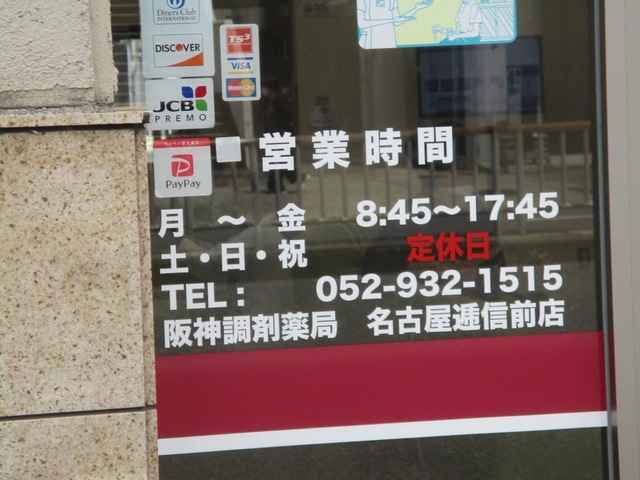 Diners Club
INTERNATIONAL
DISCOVER
TS3
VISA
MasterCard
JCB
PREMO
PayPay
営業時間
月 ～ 金 8:45～17:45
土・日・祝 定休日
TEL : 052-932-1515
阪神調剤薬局 名古屋逓信前店